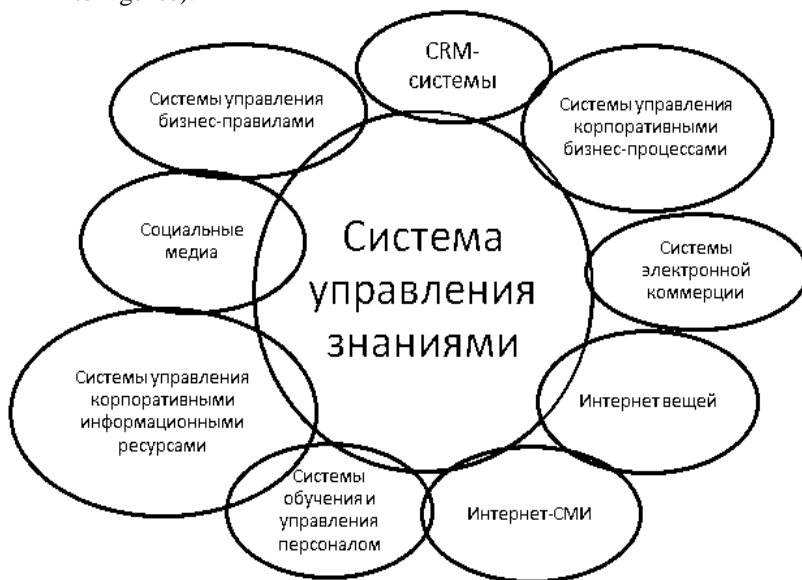 CRM-
системы
Системы управления
бизнес-правилами
Системы управления
корпоративными
бизнес-процессами
Социальные
медиа
Система
управления
знаниями
Системы
электронной
коммерции
Системы управления
корпоративными
информационными
ресурсами
Интернет вещей
Системы
обучения и
управления
персоналом
Интернет-СМИ